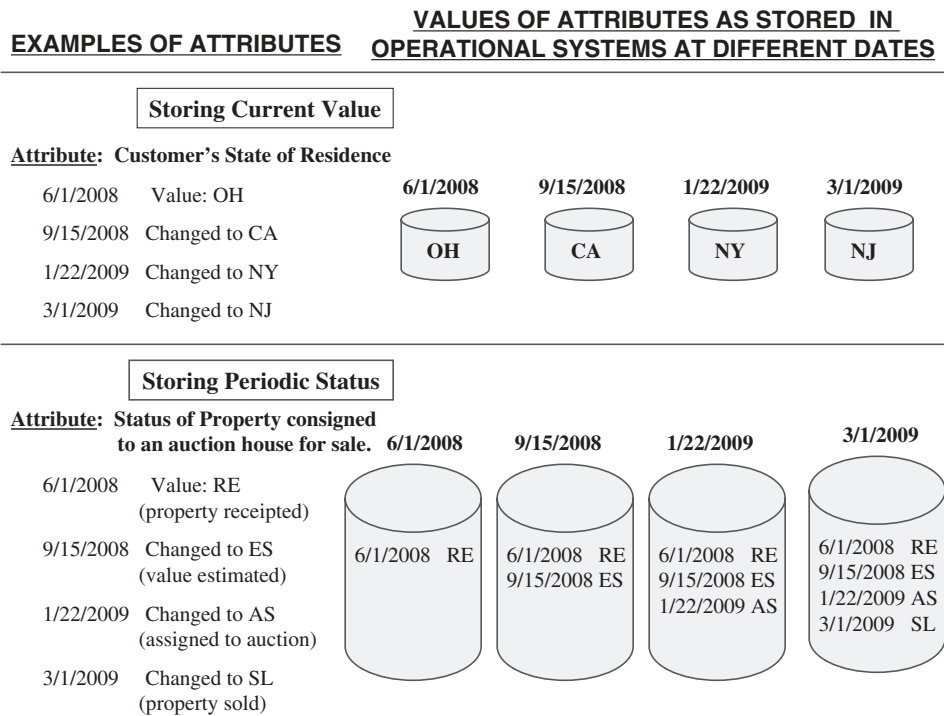 EXAMPLES OF ATTRIBUTES
VALUES OF ATTRIBUTES AS STORED IN
OPERATIONAL SYSTEMS AT DIFFERENT DATES
Storing Current Value
Attribute: Customer's State of Residence
6/1/2008 Value: OH
9/15/2008 Changed to CA
1/22/2009 Changed to NY
3/1/2009 Changed to NJ
6/1/2008 9/15/2008 1/22/2009 3/1/2009
OH CA NY NJ
Storing Periodic Status
Attribute: Status of Property consigned
to an auction house for sale.
6/1/2008 Value: RE
(property receipted)
9/15/2008 Changed to ES
(value estimated)
1/22/2009 Changed to AS
(assigned to auction)
3/1/2009 Changed to SL
(property sold)
6/1/2008
6/1/2008 RE
9/15/2008
6/1/2008 RE
9/15/2008 ES
1/22/2009
6/1/2008 RE
9/15/2008 ES
1/22/2009 AS
3/1/2009
6/1/2008 RE
9/15/2008 ES
1/22/2009 AS
3/1/2009 SL